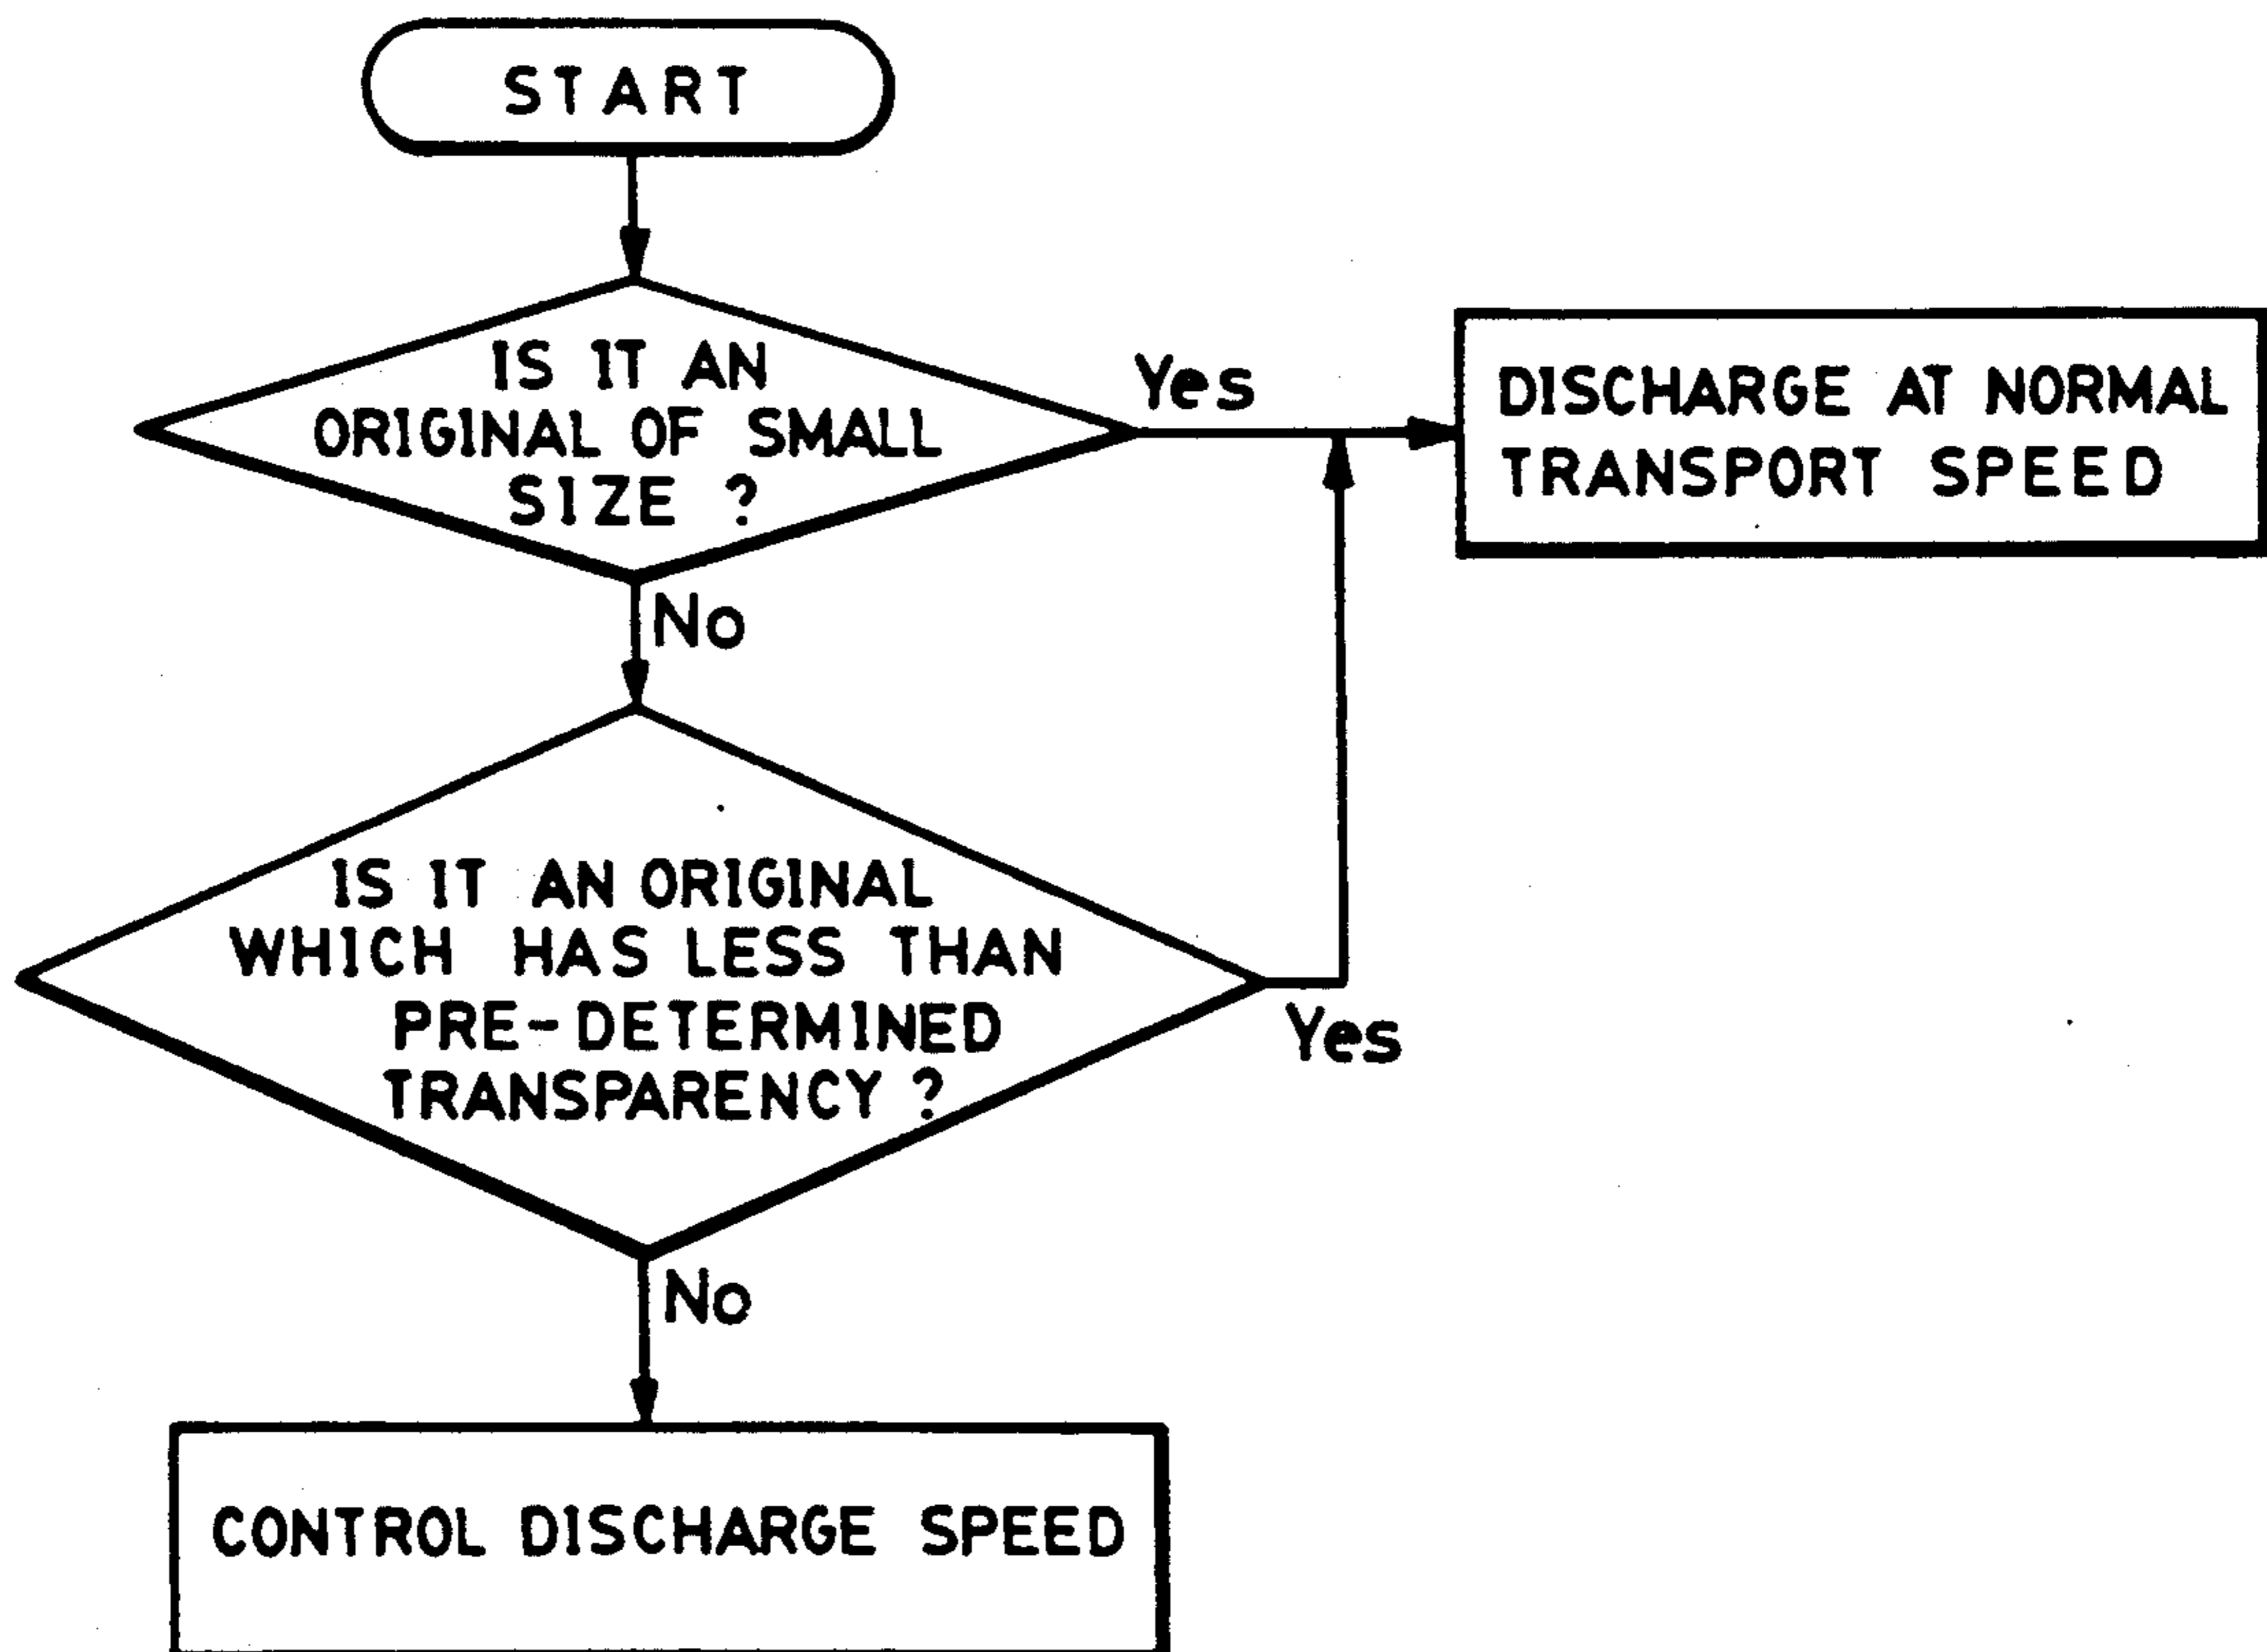 START
IS IT AN
ORIGINAL OF SMALL
SIZE ?
Yes
DISCHARGE AT NORMAL
TRANSPORT SPEED
No
IS IT AN ORIGINAL
WHICH HAS LESS THAN
PRE-DETERMINED
TRANSPARENCY ?
Yes
No
CONTROL DISCHARGE SPEED